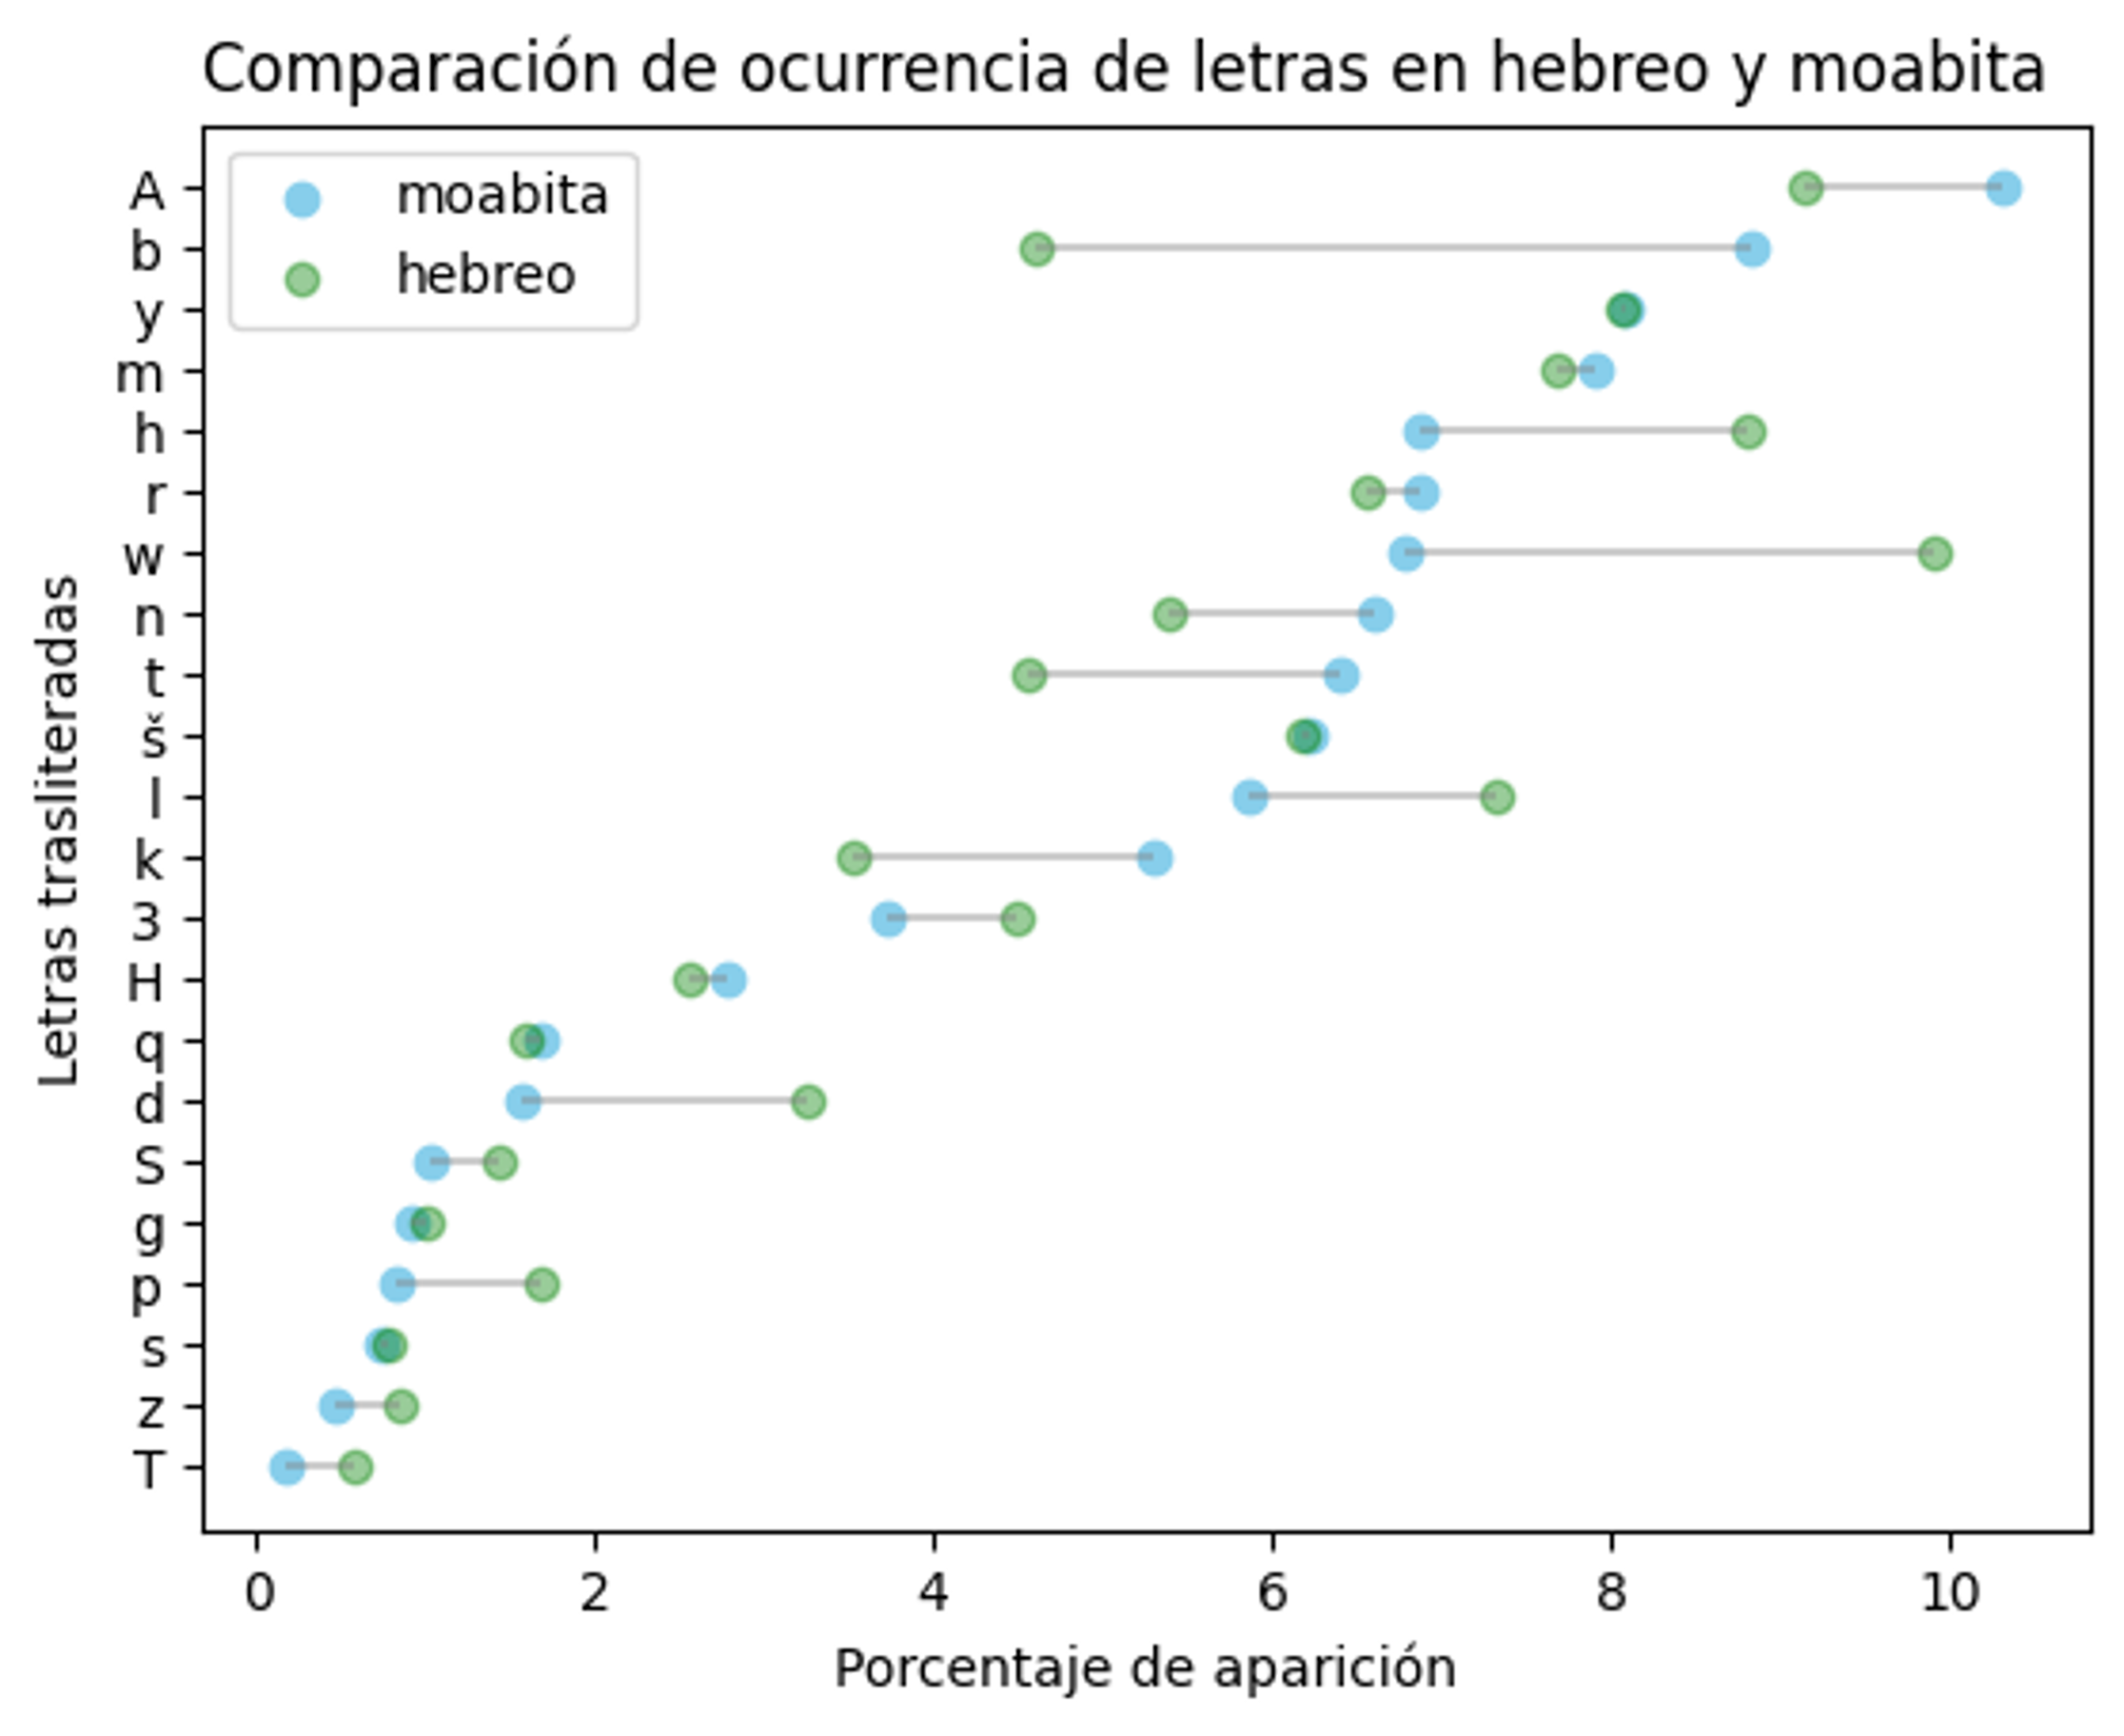 Comparación de ocurrencia de letras en hebreo y moabita
moabita
hebreo
Letras trasliteradas
A
b
y
m
h
r
w
n
t
š
l
k
3
H
q
d
S
g
p
s
z
T
0 2 4 6 8 10
Porcentaje de aparición